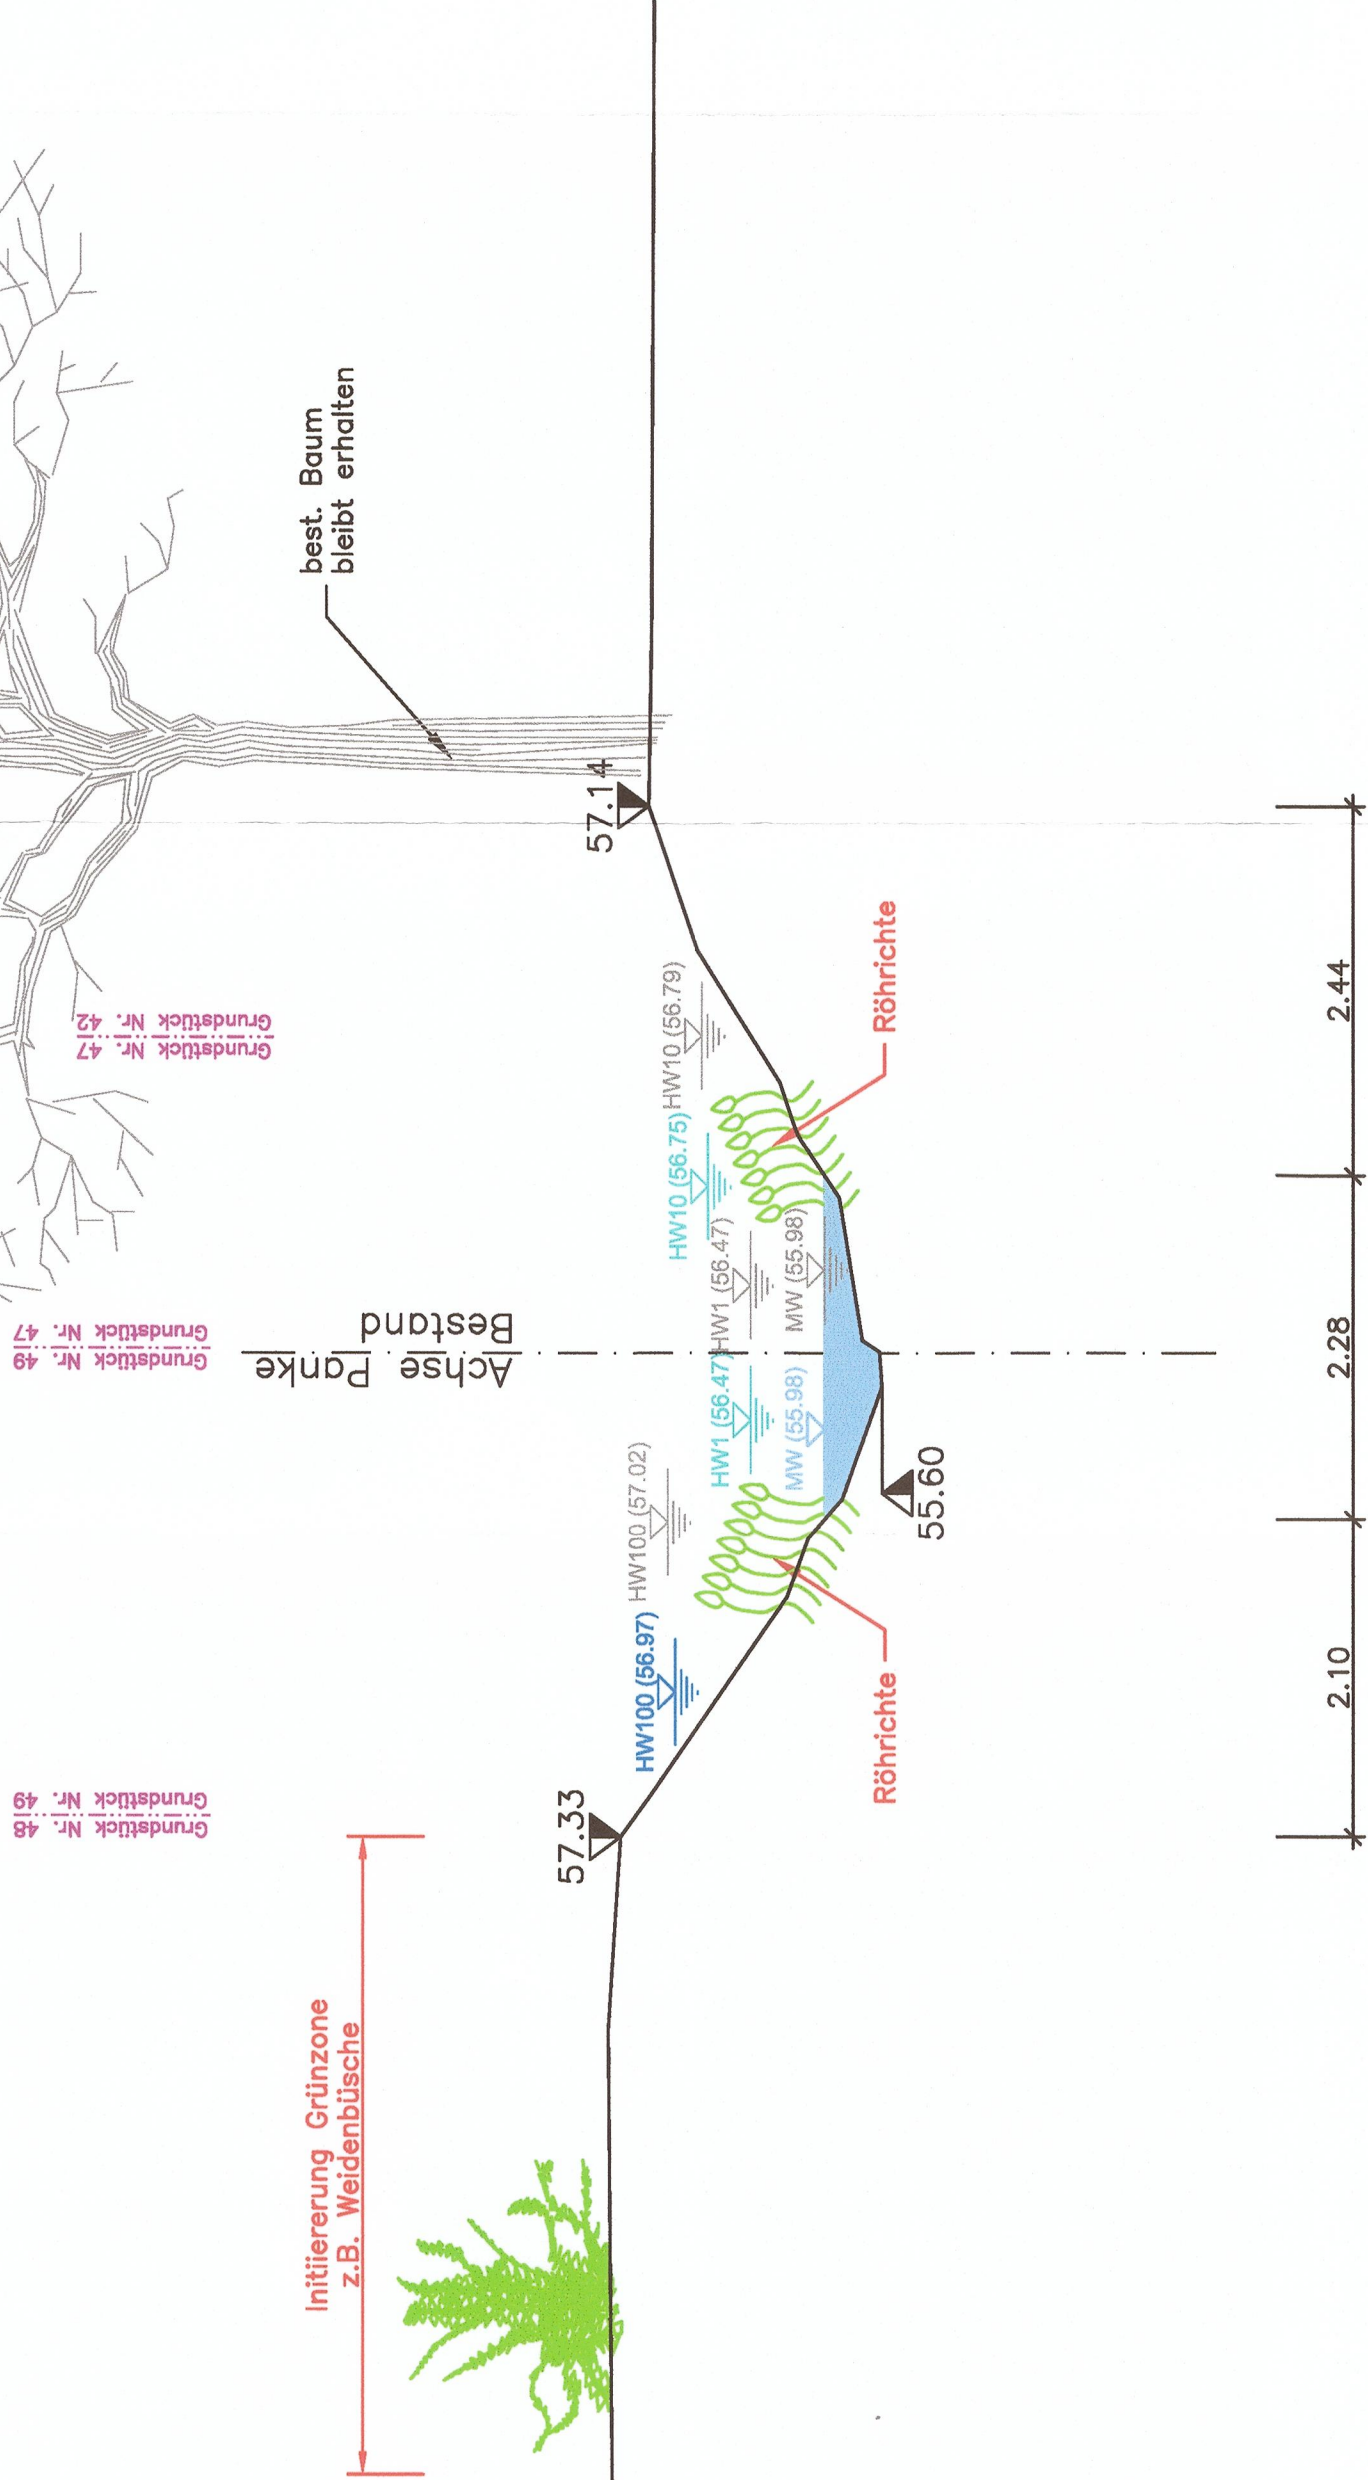 Grundstück Nr. 48
Grundstück Nr. 49
Grundstück Nr. 49
Grundstück Nr. 47
Grundstück Nr. 47
Grundstück Nr. 42
Initiierung Grünzone
z.B. Weidenbüsche
best. Baum
bleibt erhalten
Achse Panke
Bestand
57.33
57.14
HW100 (56.97)
HW100 (57.02)
HW10 (56.75)
HW10 (56.79)
HW1 (56.47)
HW1 (56.47)
MW (55.98)
MW (55.98)
Röhrichte
Röhrichte
55.60
2.10
2.28
2.44